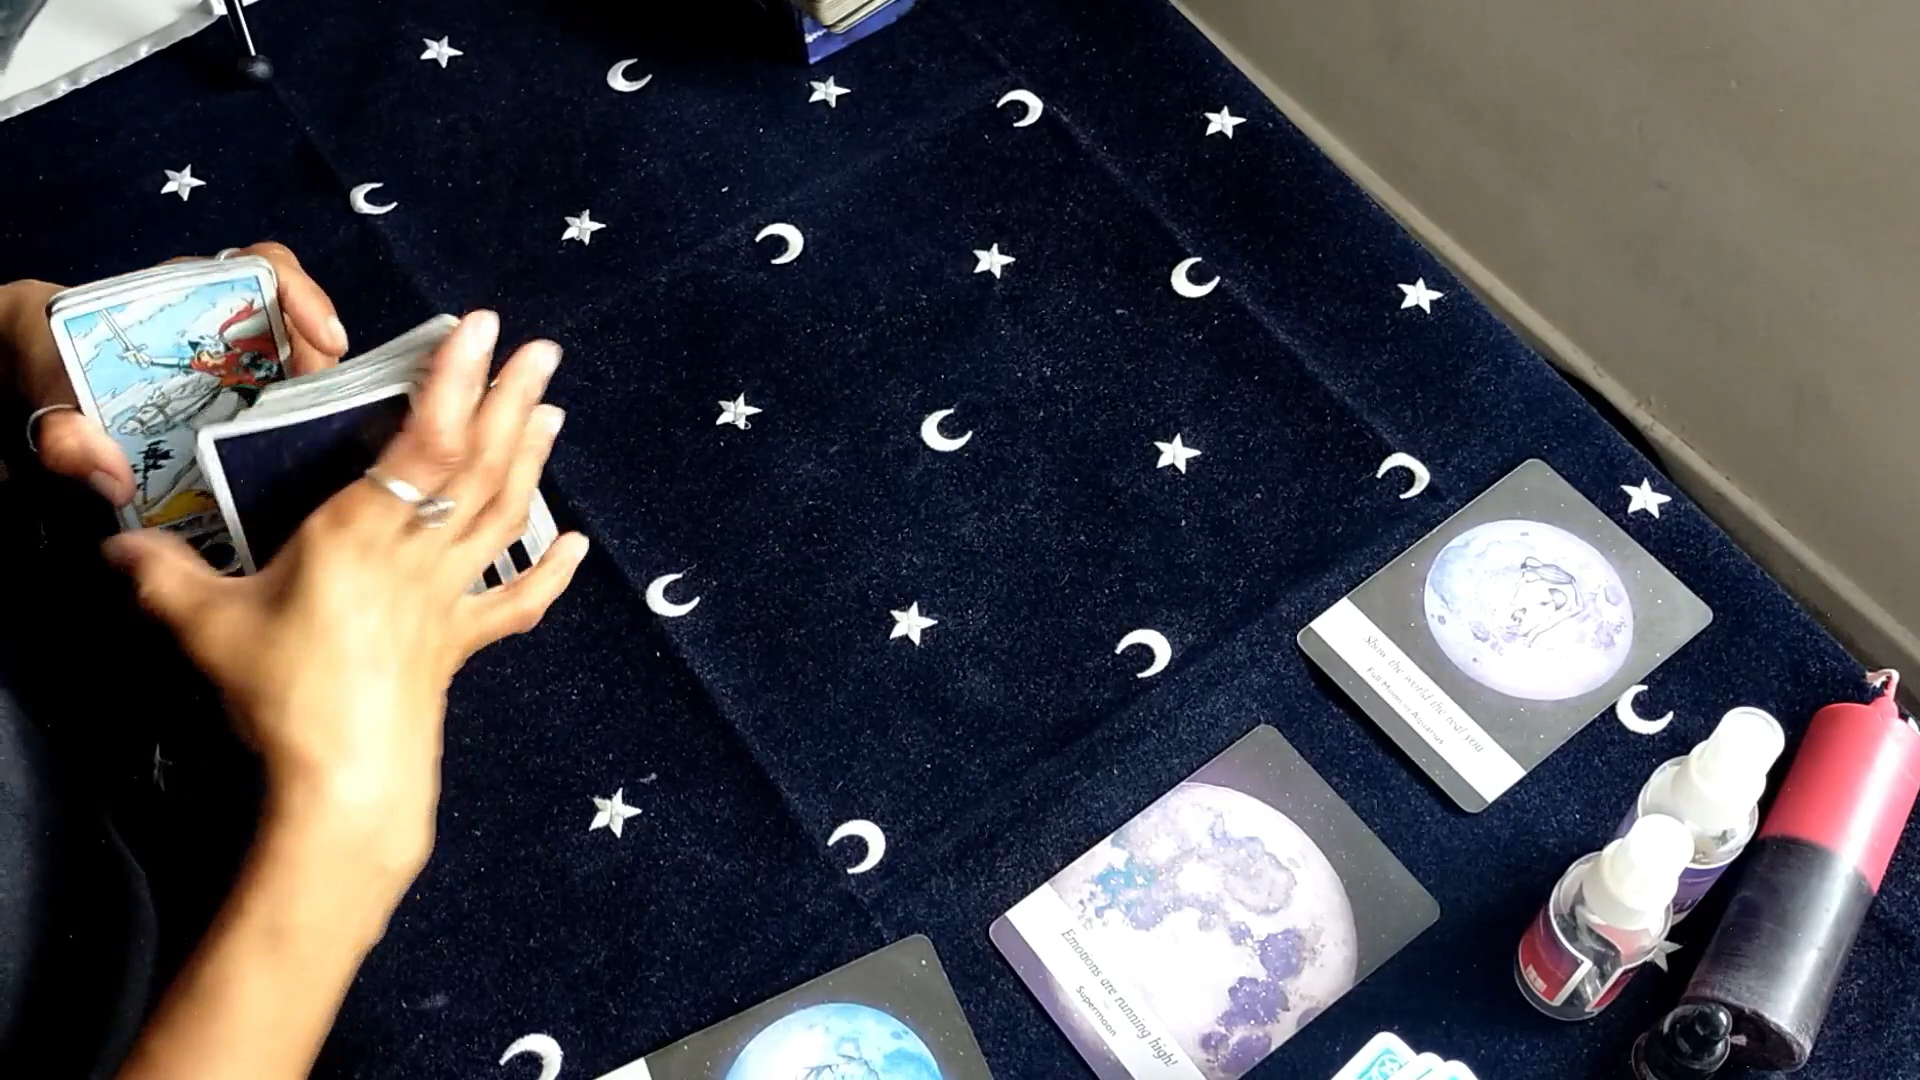 Show the world the real you
Full Moon in Aquarius
Emotions are running high!
Supermoon